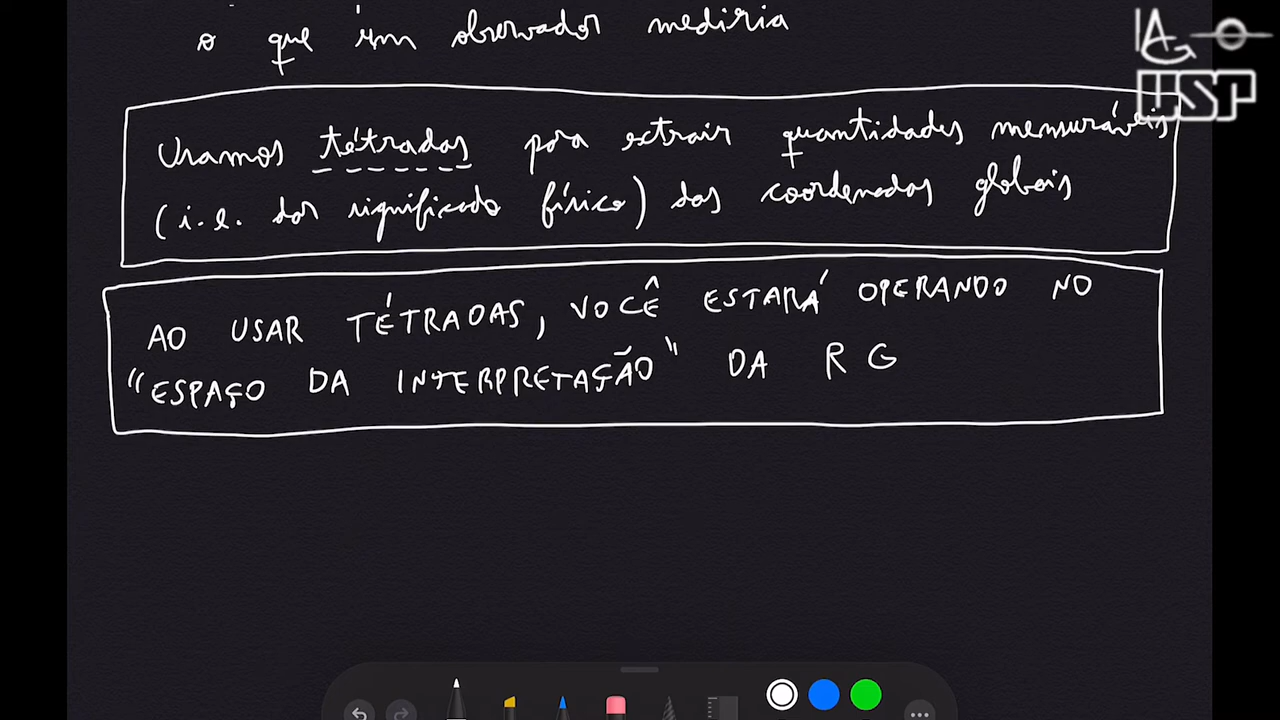 o que um observador mediria
IAG
USP
Usamos tétradas para extrair quantidades mensuráveis
(i.e. dar significado físico) das coordenadas globais
AO USAR TÉTRADAS, VOCÊ ESTARÁ OPERANDO NO
"ESPAÇO DA INTERPRETAÇÃO" DA RG